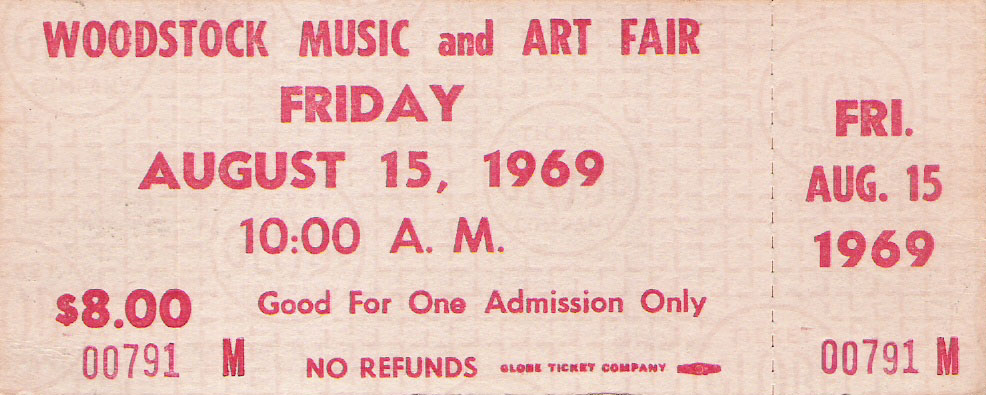 WOODSTOCK MUSIC and ART FAIR
FRIDAY
AUGUST 15, 1969
10:00 A. M.
$8.00 Good For One Admission Only
00791 M NO REFUNDS GLOBE TICKET COMPANY
FRI.
AUG. 15
1969
00791 M